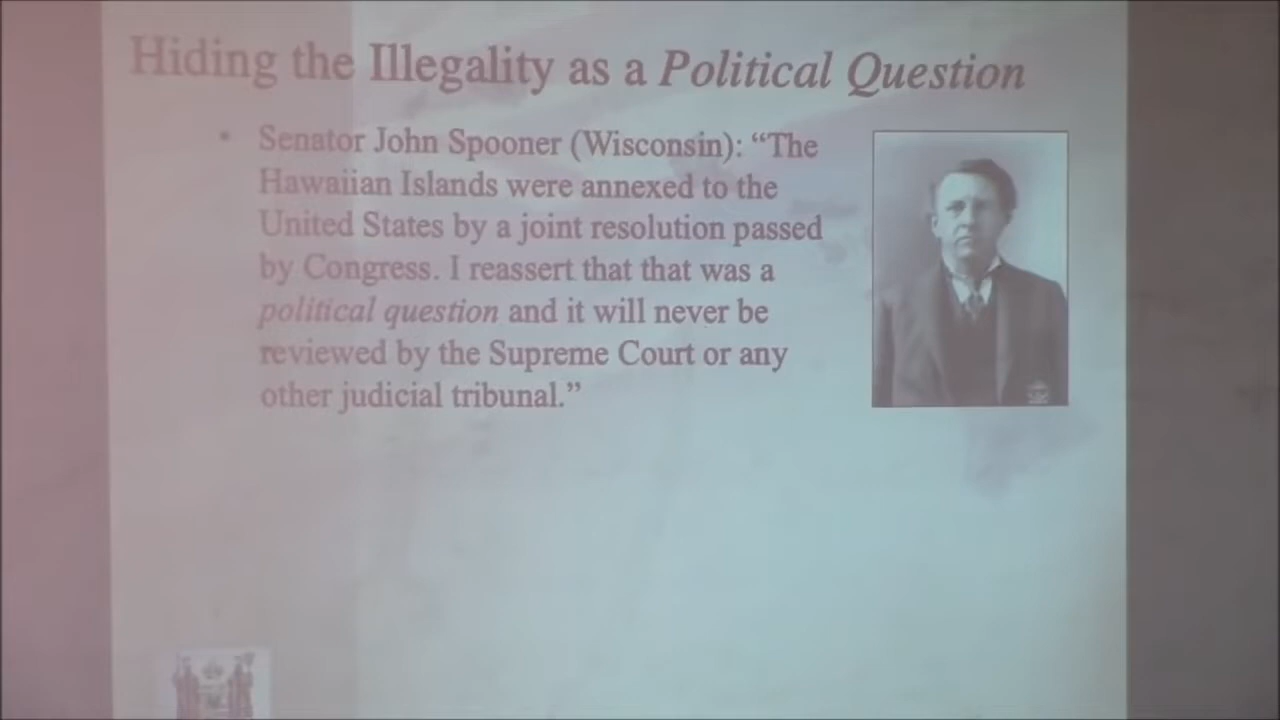 Hiding the Illegality as a Political Question
• Senator John Spooner (Wisconsin): “The
Hawaiian Islands were annexed to the
United States by a joint resolution passed
by Congress. I reassert that that was a
political question and it will never be
reviewed by the Supreme Court or any
other judicial tribunal.”